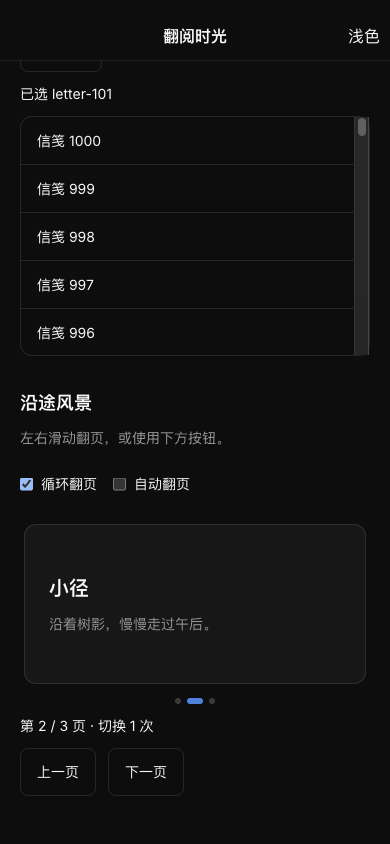 翻阅时光
浅色
已选 letter-101
信笺 1000
信笺 999
信笺 998
信笺 997
信笺 996
沿途风景
左右滑动翻页，或使用下方按钮。
循环翻页
自动翻页
小径
沿着树影，慢慢走过午后。
第 2 / 3 页 · 切换 1 次
上一页
下一页